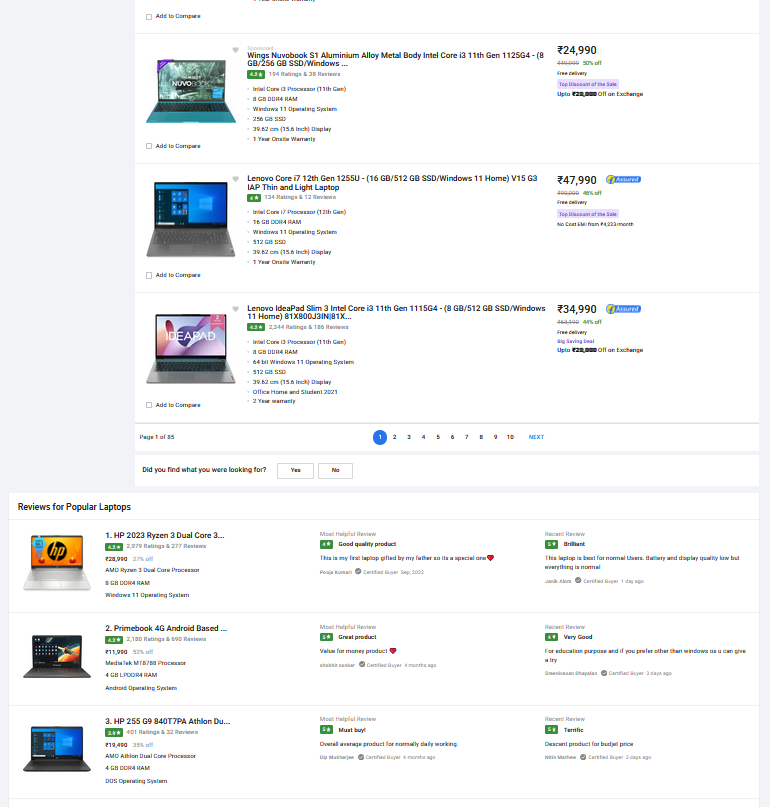 Add to Compare
Sponsored
Wings Nuvobook S1 Aluminium Alloy Metal Body Intel Core i3 11th Gen 1125G4 - (8
GB/256 GB SSD/Windows ...
4.3★ 194 Ratings & 38 Reviews
Intel Core i3 Processor (11th Gen)
8 GB DDR4 RAM
Windows 11 Operating System
256 GB SSD
39.62 cm (15.6 Inch) Display
1 Year Onsite Warranty
₹24,990
50% off
Free delivery
Top Discount of the Sale
Upto Off on Exchange
NUVOBOOK
Add to Compare
Lenovo Core i7 12th Gen 1255U - (16 GB/512 GB SSD/Windows 11 Home) V15 G3
IAP Thin and Light Laptop
4★ 134 Ratings & 12 Reviews
Intel Core i7 Processor (12th Gen)
16 GB DDR4 RAM
Windows 11 Operating System
512 GB SSD
39.62 cm (15.6 Inch) Display
1 Year Onsite Warranty
₹47,990 Assured
46% off
Free delivery
Top Discount of the Sale
No Cost EMI from ₹4,223/month
Add to Compare
Lenovo IdeaPad Slim 3 Intel Core i3 11th Gen 1115G4 - (8 GB/512 GB SSD/Windows
11 Home) 81X800J3IN|81X...
4.2★ 2,344 Ratings & 186 Reviews
Intel Core i3 Processor (11th Gen)
8 GB DDR4 RAM
64 bit Windows 11 Operating System
512 GB SSD
39.62 cm (15.6 Inch) Display
Office Home and Student 2021
2 Year warranty
₹34,990 Assured
44% off
Free delivery
Big Saving Deal
Upto Off on Exchange
IDEAPAD
Add to Compare
Page 1 of 85
1 2 3 4 5 6 7 8 9 10 NEXT
Did you find what you were looking for? Yes No
Reviews for Popular Laptops
1. HP 2023 Ryzen 3 Dual Core 3...
4.2★ 2,979 Ratings & 277 Reviews
₹28,990 27% off
AMD Ryzen 3 Dual Core Processor
8 GB DDR4 RAM
Windows 11 Operating System
Most Helpful Review
4★ Good quality product
This is my first laptop gifted by my father so its a special one❤
Pooja Kumari Certified Buyer Sep, 2022
Recent Review
5★ Brilliant
This laptop is best for normal Users. Battery and display quality low but
everything is normal
Janik Alom Certified Buyer 1 day ago
2. Primebook 4G Android Based ...
4.3★ 2,180 Ratings & 690 Reviews
₹11,990 52% off
MediaTek MT8788 Processor
4 GB LPDDR4 RAM
Android Operating System
Most Helpful Review
5★ Great product
Value for money product ❤
Certified Buyer 4 months ago
Recent Review
4★ Very Good
For education purpose and if you prefer other than windows os u can give
a try
Sreenivasan Dhayalan Certified Buyer 3 days ago
3. HP 255 G9 840T7PA Athlon Du...
3.9★ 401 Ratings & 32 Reviews
₹19,490 35% off
AMD Athlon Dual Core Processor
4 GB DDR4 RAM
DOS Operating System
Most Helpful Review
5★ Must buy!
Overall average product for normally daily working.
Dip Mukherjee Certified Buyer 4 months ago
Recent Review
5★ Terrific
Descent product for budjet price
Nitin Mathew Certified Buyer 3 days ago